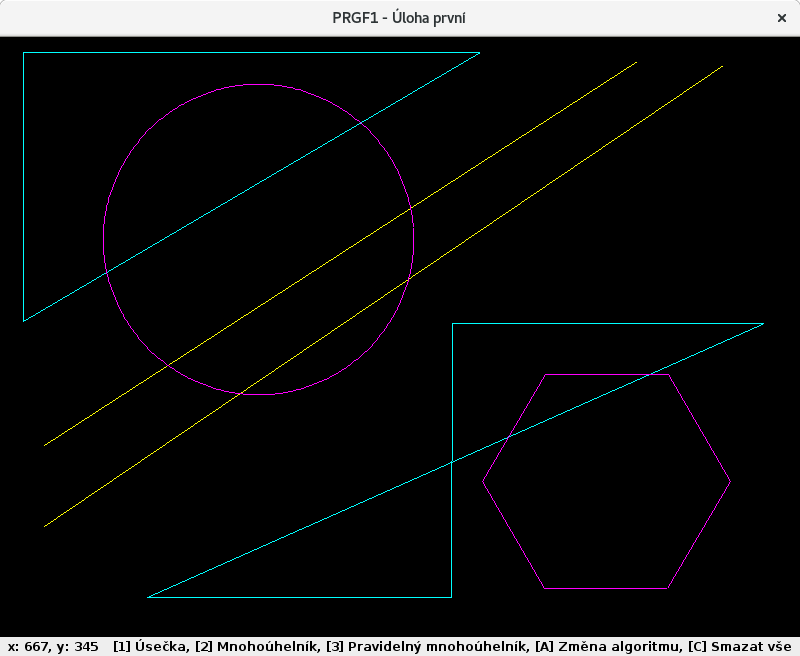 PRGF1 - Úloha první
x: 667, y: 345 [1] Úsečka, [2] Mnohoúhelník, [3] Pravidelný mnohoúhelník, [A] Změna algoritmu, [C] Smazat vše